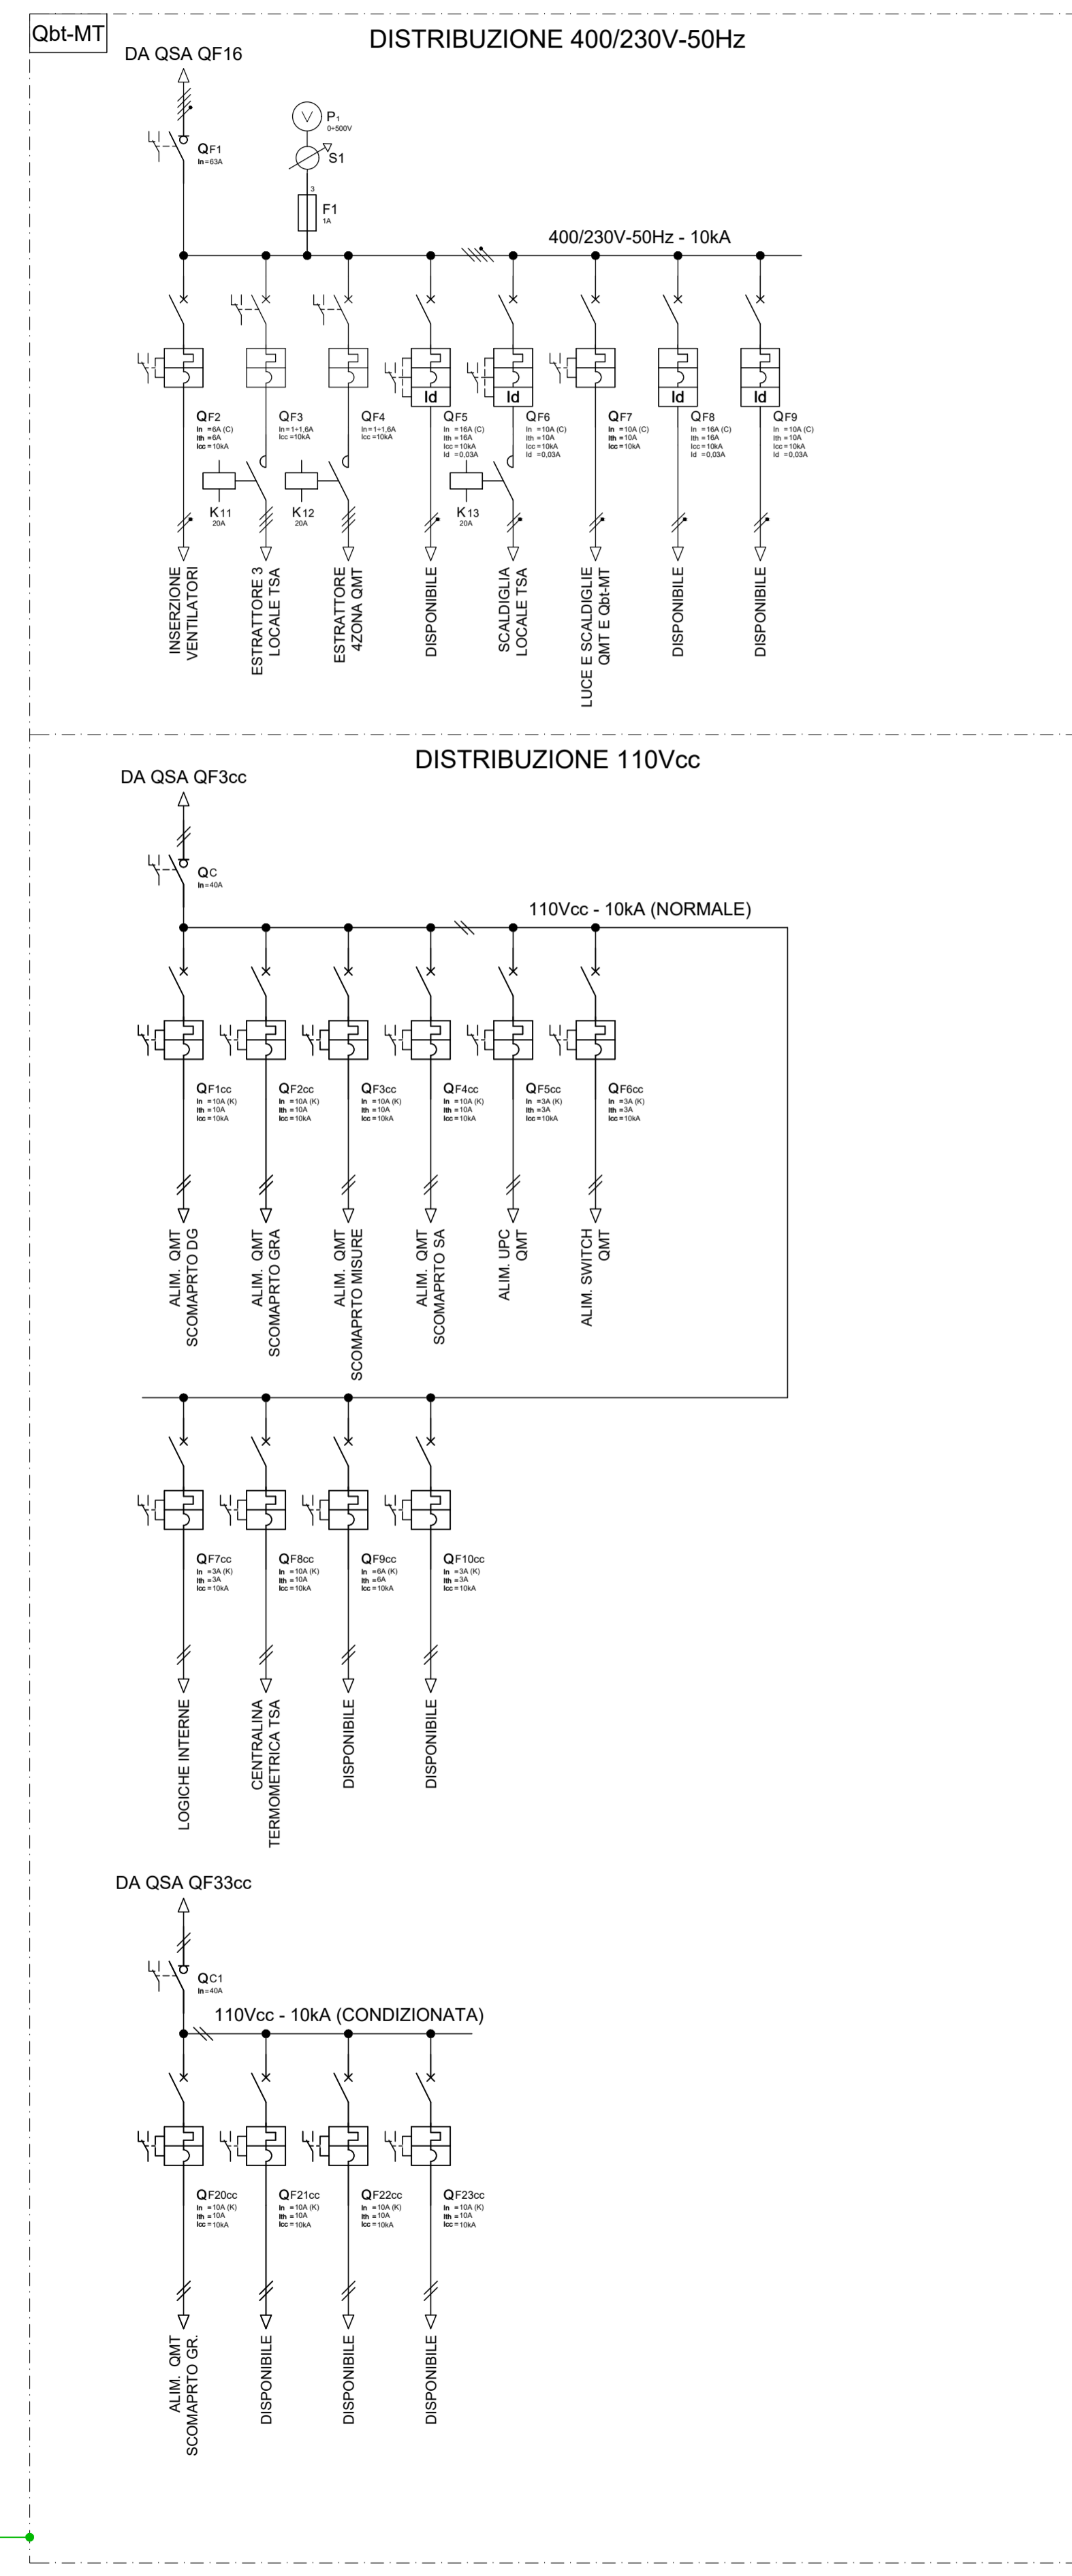 Qbt-MT
DISTRIBUZIONE 400/230V-50Hz
DA QSA QF16
QF1
In=63A
V
P1
0÷500V
S1
3
F1
1A
400/230V-50Hz - 10kA
Id
Id
Id
Id
QF2
In =6A (C)
Ith =6A
Icc =10kA
QF3
In=1÷1,6A
Icc=10kA
QF4
In=1÷1,6A
Icc=10kA
QF5
In =16A (C)
Ith =16A
Icc =10kA
Id =0,03A
QF6
In =10A (C)
Ith =10A
Icc =10kA
Id =0,03A
QF7
In =10A (C)
Ith =10A
Icc =10kA
QF8
In =16A (C)
Ith =16A
Icc =10kA
Id =0,03A
QF9
In =10A (C)
Ith =10A
Icc =10kA
Id =0,03A
K11
20A
K12
20A
K13
20A
INSERZIONE
VENTILATORI
ESTRATTORE 3
LOCALE TSA
ESTRATTORE
4ZONA QMT
DISPONIBILE
SCALDIGLIA
LOCALE TSA
LUCE E SCALDIGLIE
QMT E Qbt-MT
DISPONIBILE
DISPONIBILE
DISTRIBUZIONE 110Vcc
DA QSA QF3cc
QC
In=40A
110Vcc - 10kA (NORMALE)
QF1cc
In =10A (K)
Ith =10A
Icc =10kA
QF2cc
In =10A (K)
Ith =10A
Icc =10kA
QF3cc
In =10A (K)
Ith =10A
Icc =10kA
QF4cc
In =10A (K)
Ith =10A
Icc =10kA
QF5cc
In =3A (K)
Ith =3A
Icc =10kA
QF6cc
In =3A (K)
Ith =3A
Icc =10kA
ALIM. QMT
SCOMAPRTO DG
ALIM. QMT
SCOMAPRTO GRA
ALIM. QMT
SCOMAPRTO MISURE
ALIM. QMT
SCOMAPRTO SA
ALIM. UPC
QMT
ALIM. SWITCH
QMT
QF7cc
In =3A (K)
Ith =3A
Icc =10kA
QF8cc
In =10A (K)
Ith =10A
Icc =10kA
QF9cc
In =6A (K)
Ith =6A
Icc =10kA
QF10cc
In =3A (K)
Ith =3A
Icc =10kA
LOGICHE INTERNE
CENTRALINA
TERMOMETRICA TSA
DISPONIBILE
DISPONIBILE
DA QSA QF33cc
QC1
In=40A
110Vcc - 10kA (CONDIZIONATA)
QF20cc
In =10A (K)
Ith =10A
Icc =10kA
QF21cc
In =10A (K)
Ith =10A
Icc =10kA
QF22cc
In =10A (K)
Ith =10A
Icc =10kA
QF23cc
In =10A (K)
Ith =10A
Icc =10kA
ALIM. QMT
SCOMAPRTO GR.
DISPONIBILE
DISPONIBILE
DISPONIBILE